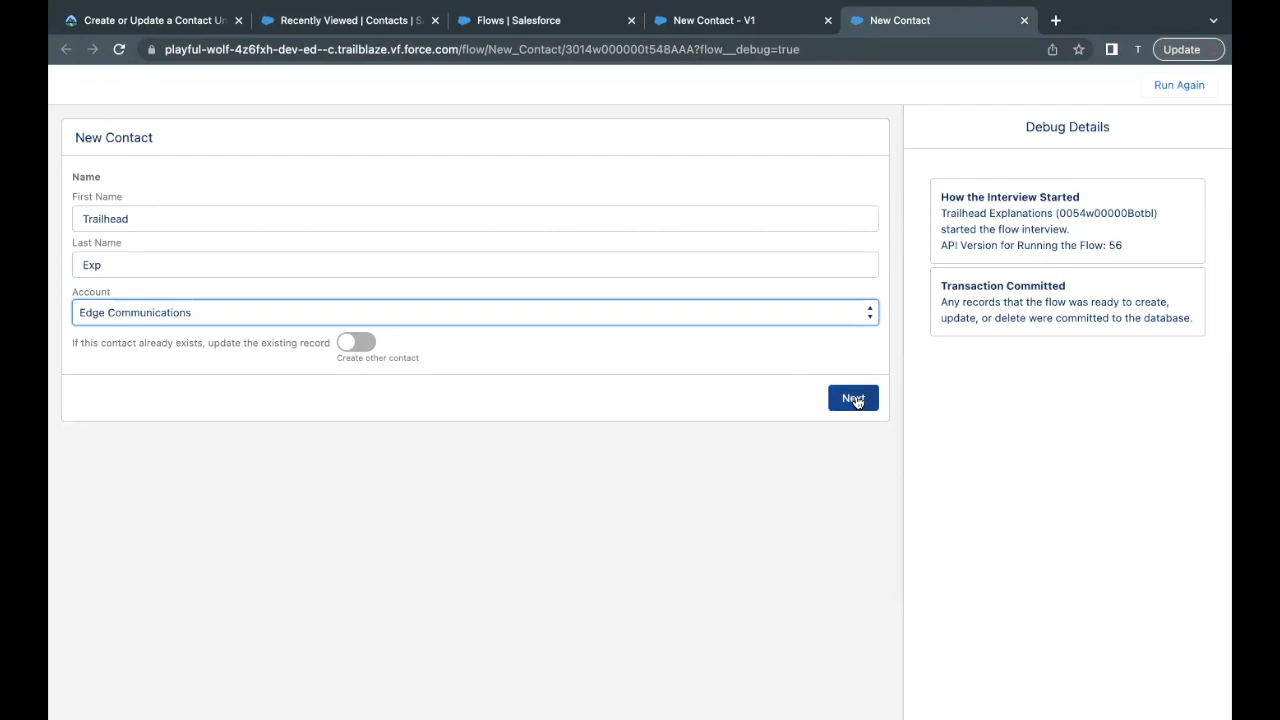 Create or Update a Contact Un
Recently Viewed | Contacts | S
Flows | Salesforce
New Contact - V1
New Contact
playful-wolf-4z6fxh-dev-ed--c.trailblaze.vf.force.com/flow/New_Contact/3014w000000t548AAA?flow__debug=true
T
Update
Run Again
New Contact
Name
First Name
Trailhead
Last Name
Exp
Account
Edge Communications
If this contact already exists, update the existing record
Create other contact
Next
Debug Details
How the Interview Started
Trailhead Explanations (0054w00000Botbl)
started the flow interview.
API Version for Running the Flow: 56
Transaction Committed
Any records that the flow was ready to create,
update, or delete were committed to the database.